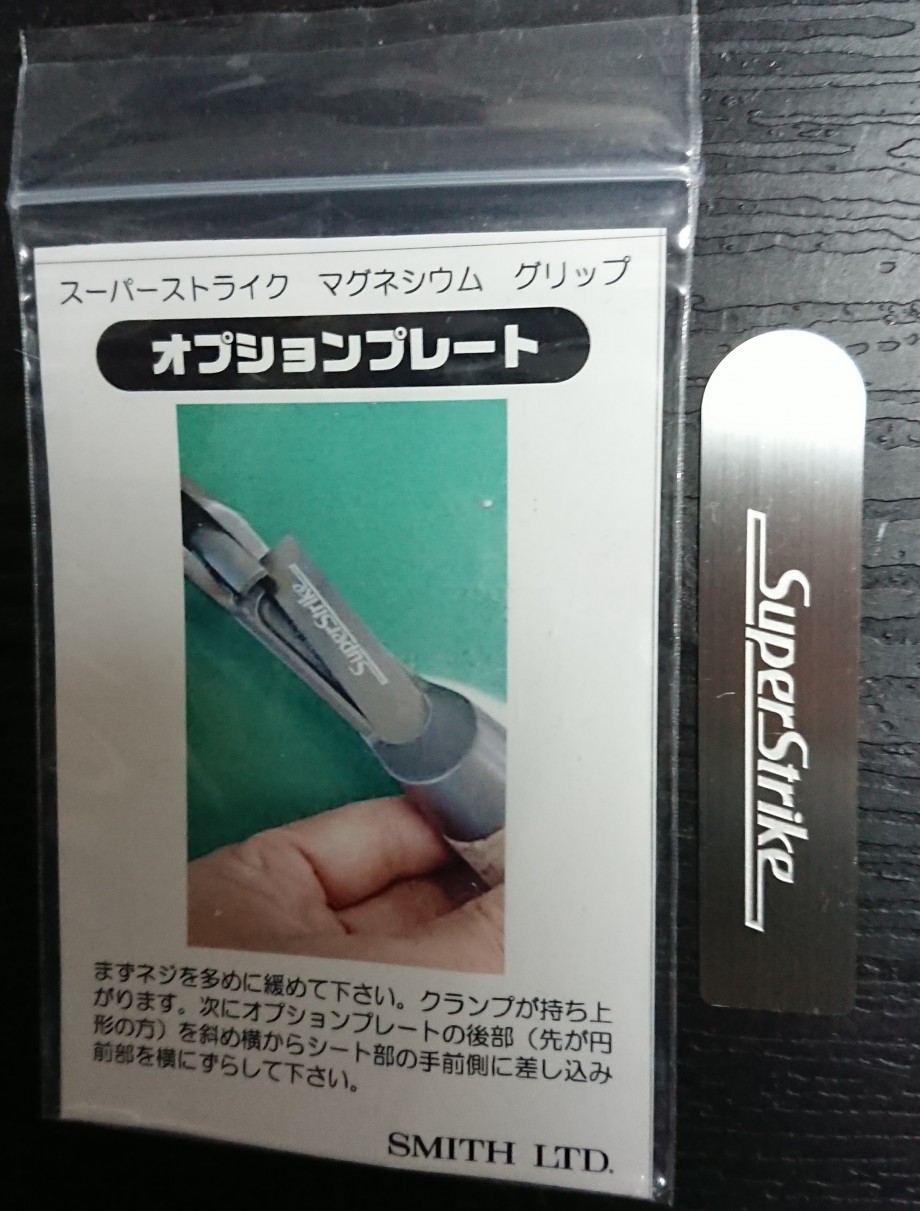 スーパーストライク　マグネシウム　グリップ
オプションプレート
SuperStrike
まずネジを多めに緩めて下さい。クランプが持ち上
がります。次にオプションプレートの後部（先が円
形の方）を斜め横からシート部の手前側に差し込み
前部を横にずらして下さい。
SMITH LTD.
SuperStrike